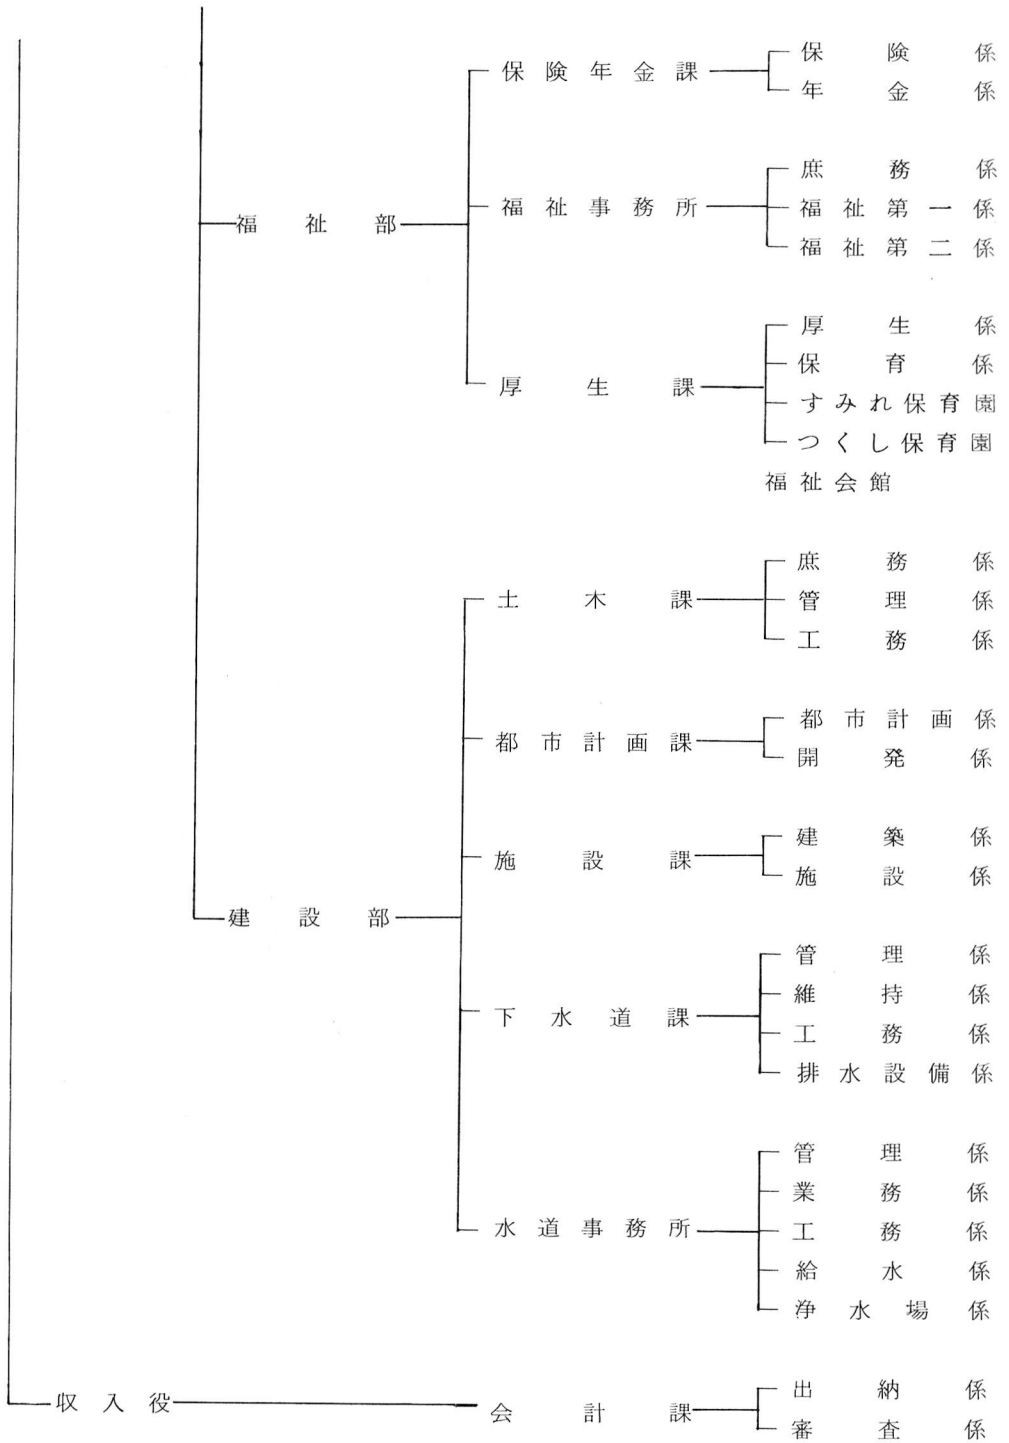 福祉部
保険年金課
保険係
年金係
福祉事務所
庶務係
福祉第一係
福祉第二係
厚生課
厚生係
保育係
すみれ保育園
つくし保育園
福祉会館
建設部
土木課
庶務係
管理係
工務係
都市計画課
都市計画係
開発係
施設課
建築係
施設係
下水道課
管理係
維持係
工務係
排水設備係
水道事務所
管理係
業務係
工務係
給水係
浄水場係
収入役
会計課
出納係
審査係